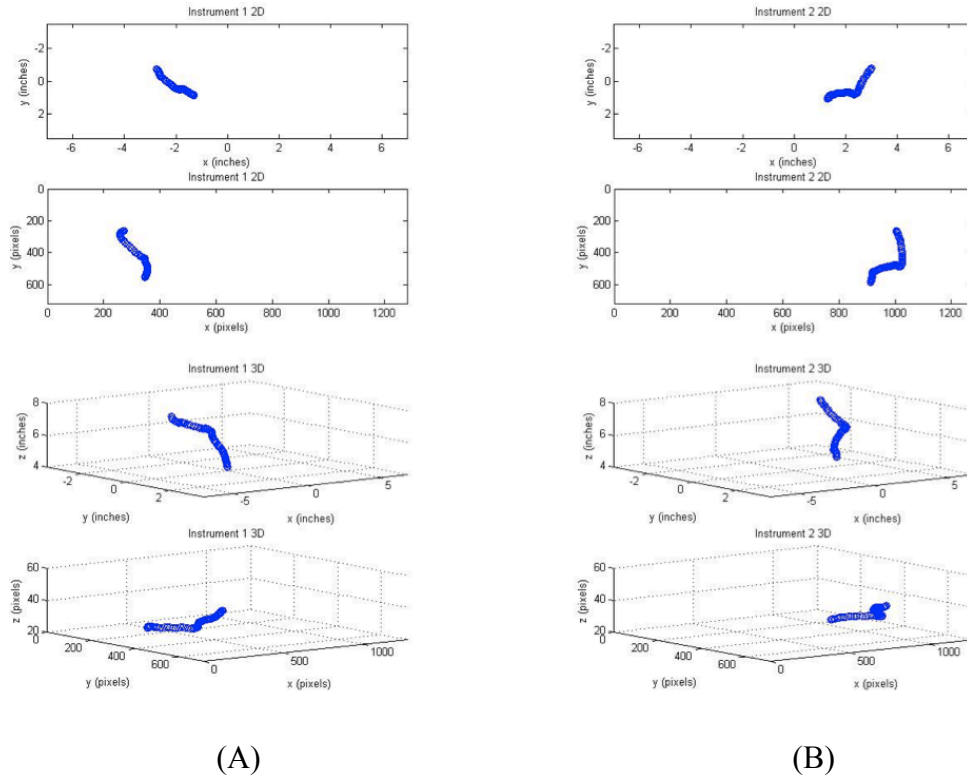 Instrument 1 2D
-2
0
2
y (inches)
-6 -4 -2 0 2 4 6
x (inches)
Instrument 1 2D
0
200
400
600
y (pixels)
0 200 400 600 800 1000 1200
x (pixels)
Instrument 1 3D
8
6
4
z (inches)
-2 0 2
y (inches)
-5 0 5
x (inches)
Instrument 1 3D
60
40
20
z (pixels)
0 200 400 600
y (pixels)
0 500 1000
x (pixels)
(A)
Instrument 2 2D
-2
0
2
y (inches)
-6 -4 -2 0 2 4 6
x (inches)
Instrument 2 2D
0
200
400
600
y (pixels)
0 200 400 600 800 1000 1200
x (pixels)
Instrument 2 3D
8
6
4
z (inches)
-2 0 2
y (inches)
-5 0 5
x (inches)
Instrument 2 3D
60
40
20
z (pixels)
200 400 600
y (pixels)
0 500 1000
x (pixels)
(B)